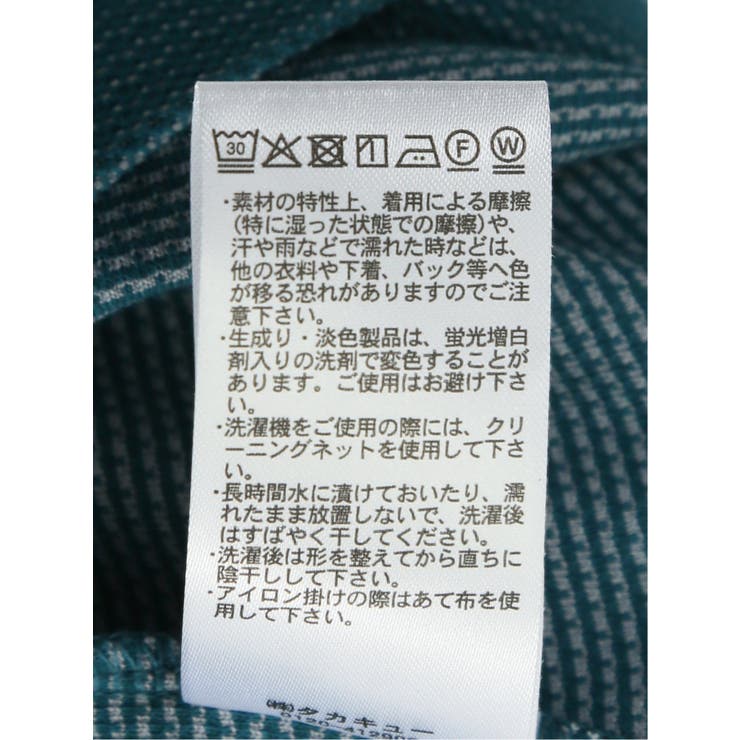 30 F W
・素材の特性上、着用による摩擦
(特に湿った状態での摩擦)や、
汗や雨などで濡れた時などは、
他の衣料や下着、バック等へ色
が移る恐れがありますのでご注
意下さい。
・生成り・淡色製品は、蛍光増白
剤入りの洗剤で変色することが
あります。ご使用はお避け下さ
い。
・洗濯機をご使用の際には、クリ
ーニングネットを使用して下さ
い。
・長時間水に漬けておいたり、濡
れたまま放置しないで、洗濯後
はすばやく干してください。
・洗濯後は形を整えてから直ちに
陰干しして下さい。
・アイロン掛けの際はあて布を使
用して下さい。
㈱タカキュー